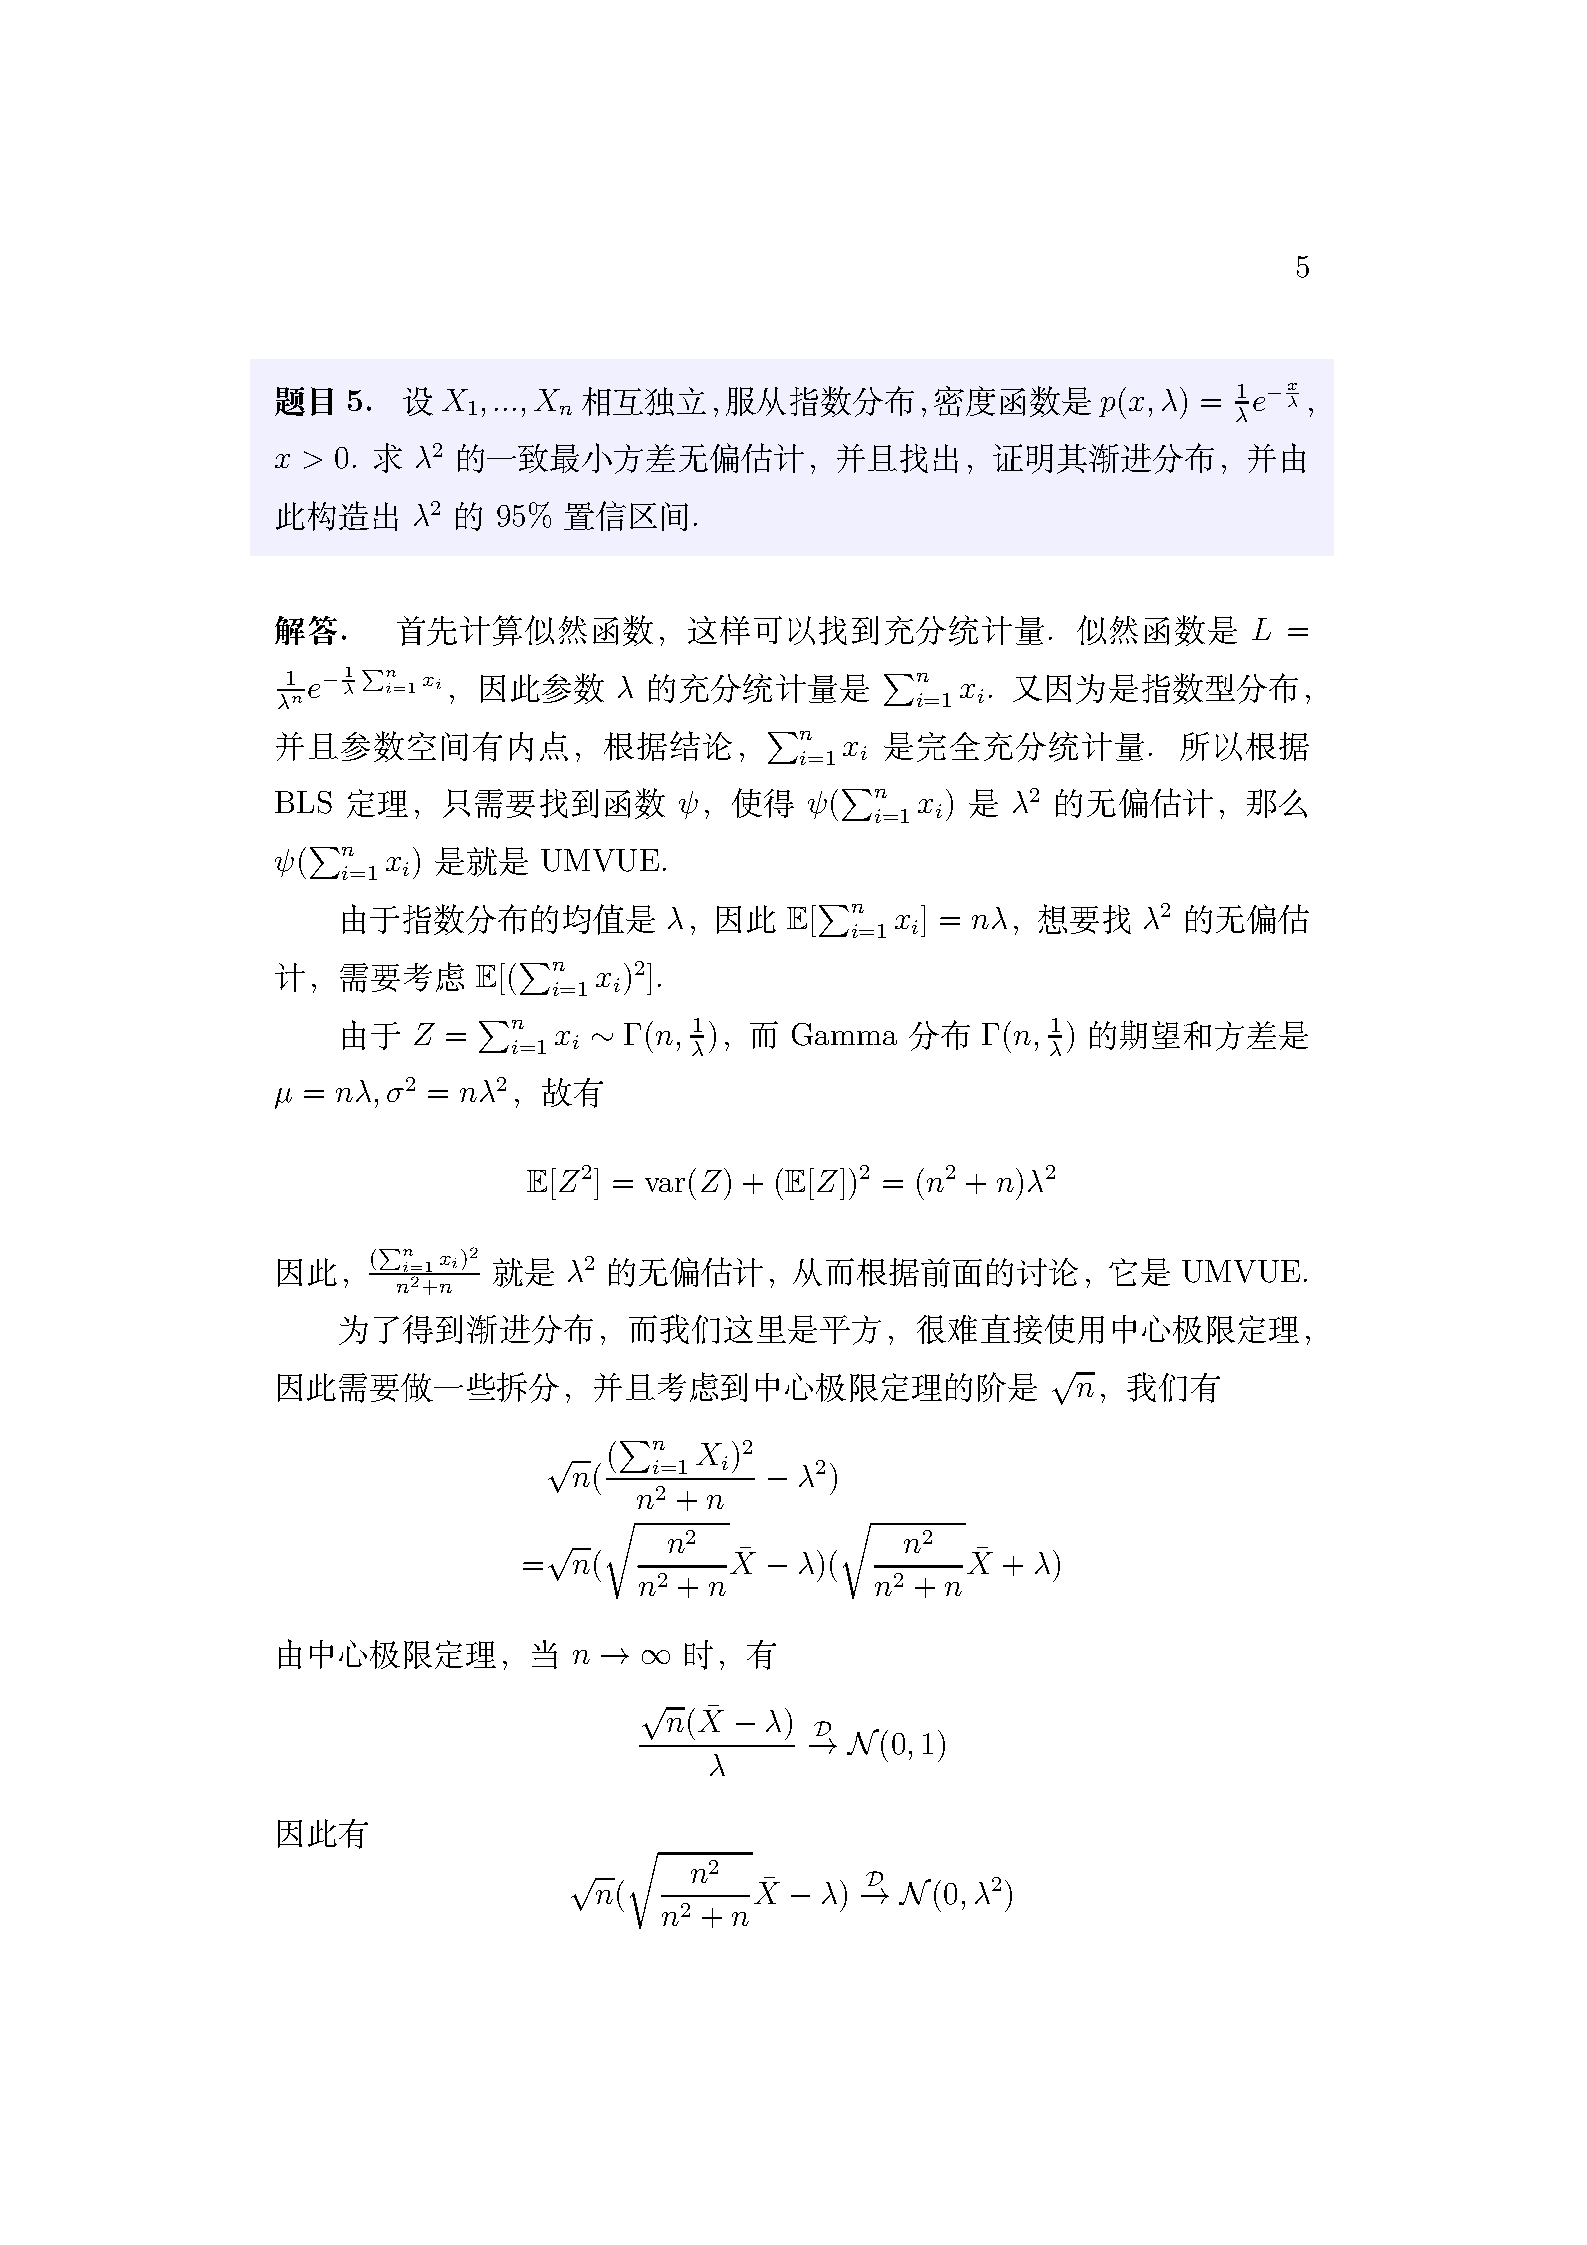 5
题目 5. 设 $X_1, ..., X_n$ 相互独立,服从指数分布,密度函数是 $p(x, \lambda) = \frac{1}{\lambda}e^{-\frac{x}{\lambda}}$,
$x > 0$. 求 $\lambda^2$ 的一致最小方差无偏估计, 并且找出, 证明其渐进分布, 并由
此构造出 $\lambda^2$ 的 95% 置信区间.
解答. 首先计算似然函数, 这样可以找到充分统计量. 似然函数是 $L =$
$\frac{1}{\lambda^n}e^{-\frac{1}{\lambda}\sum_{i=1}^n x_i}$, 因此参数 $\lambda$ 的充分统计量是 $\sum_{i=1}^n x_i$. 又因为是指数型分布,
并且参数空间有内点, 根据结论, $\sum_{i=1}^n x_i$ 是完全充分统计量. 所以根据
BLS 定理, 只需要找到函数 $\psi$, 使得 $\psi(\sum_{i=1}^n x_i)$ 是 $\lambda^2$ 的无偏估计, 那么
$\psi(\sum_{i=1}^n x_i)$ 是就是 UMVUE.
由于指数分布的均值是 $\lambda$, 因此 $\mathbb{E}[\sum_{i=1}^n x_i] = n\lambda$, 想要找 $\lambda^2$ 的无偏估
计, 需要考虑 $\mathbb{E}[(\sum_{i=1}^n x_i)^2]$.
由于 $Z = \sum_{i=1}^n x_i \sim \Gamma(n, \frac{1}{\lambda})$, 而 Gamma 分布 $\Gamma(n, \frac{1}{\lambda})$ 的期望和方差是
$\mu = n\lambda, \sigma^2 = n\lambda^2$, 故有
$\mathbb{E}[Z^2] = \mathrm{var}(Z) + (\mathbb{E}[Z])^2 = (n^2 + n)\lambda^2$
因此, $\frac{(\sum_{i=1}^n x_i)^2}{n^2+n}$ 就是 $\lambda^2$ 的无偏估计, 从而根据前面的讨论, 它是 UMVUE.
为了得到渐进分布, 而我们这里是平方, 很难直接使用中心极限定理,
因此需要做一些拆分, 并且考虑到中心极限定理的阶是 $\sqrt{n}$, 我们有
$\sqrt{n}(\frac{(\sum_{i=1}^n X_i)^2}{n^2 + n} - \lambda^2)$
$=\sqrt{n}(\sqrt{\frac{n^2}{n^2 + n}}\bar{X} - \lambda)(\sqrt{\frac{n^2}{n^2 + n}}\bar{X} + \lambda)$
由中心极限定理, 当 $n \to \infty$ 时, 有
$\frac{\sqrt{n}(\bar{X} - \lambda)}{\lambda} \xrightarrow{\mathcal{D}} \mathcal{N}(0, 1)$
因此有
$\sqrt{n}(\sqrt{\frac{n^2}{n^2 + n}}\bar{X} - \lambda) \xrightarrow{\mathcal{D}} \mathcal{N}(0, \lambda^2)$